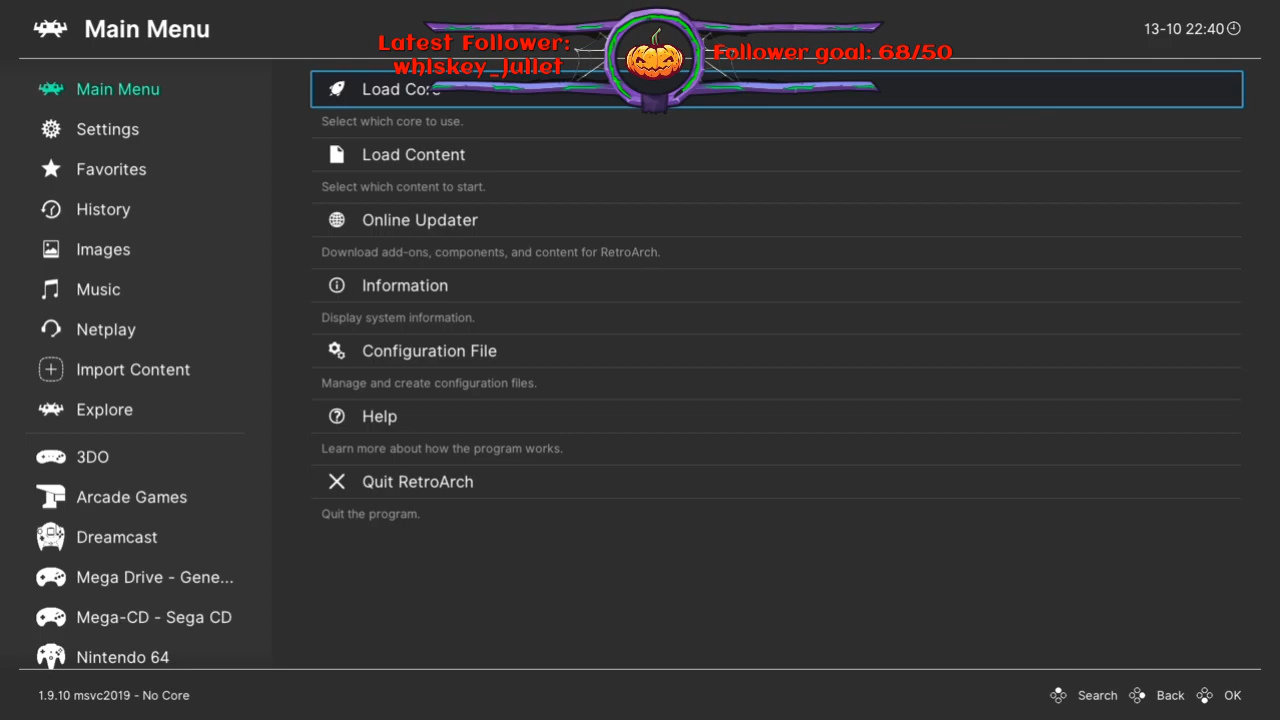 Main Menu
13-10 22:40
Latest Follower:
whiskey_Jullet
Follower goal: 68/50
Main Menu
Settings
Favorites
History
Images
Music
Netplay
Import Content
Explore
3DO
Arcade Games
Dreamcast
Mega Drive - Gene...
Mega-CD - Sega CD
Nintendo 64
Load Core
Select which core to use.
Load Content
Select which content to start.
Online Updater
Download add-ons, components, and content for RetroArch.
Information
Display system information.
Configuration File
Manage and create configuration files.
Help
Learn more about how the program works.
Quit RetroArch
Quit the program.
1.9.10 msvc2019 - No Core
Search
Back
OK